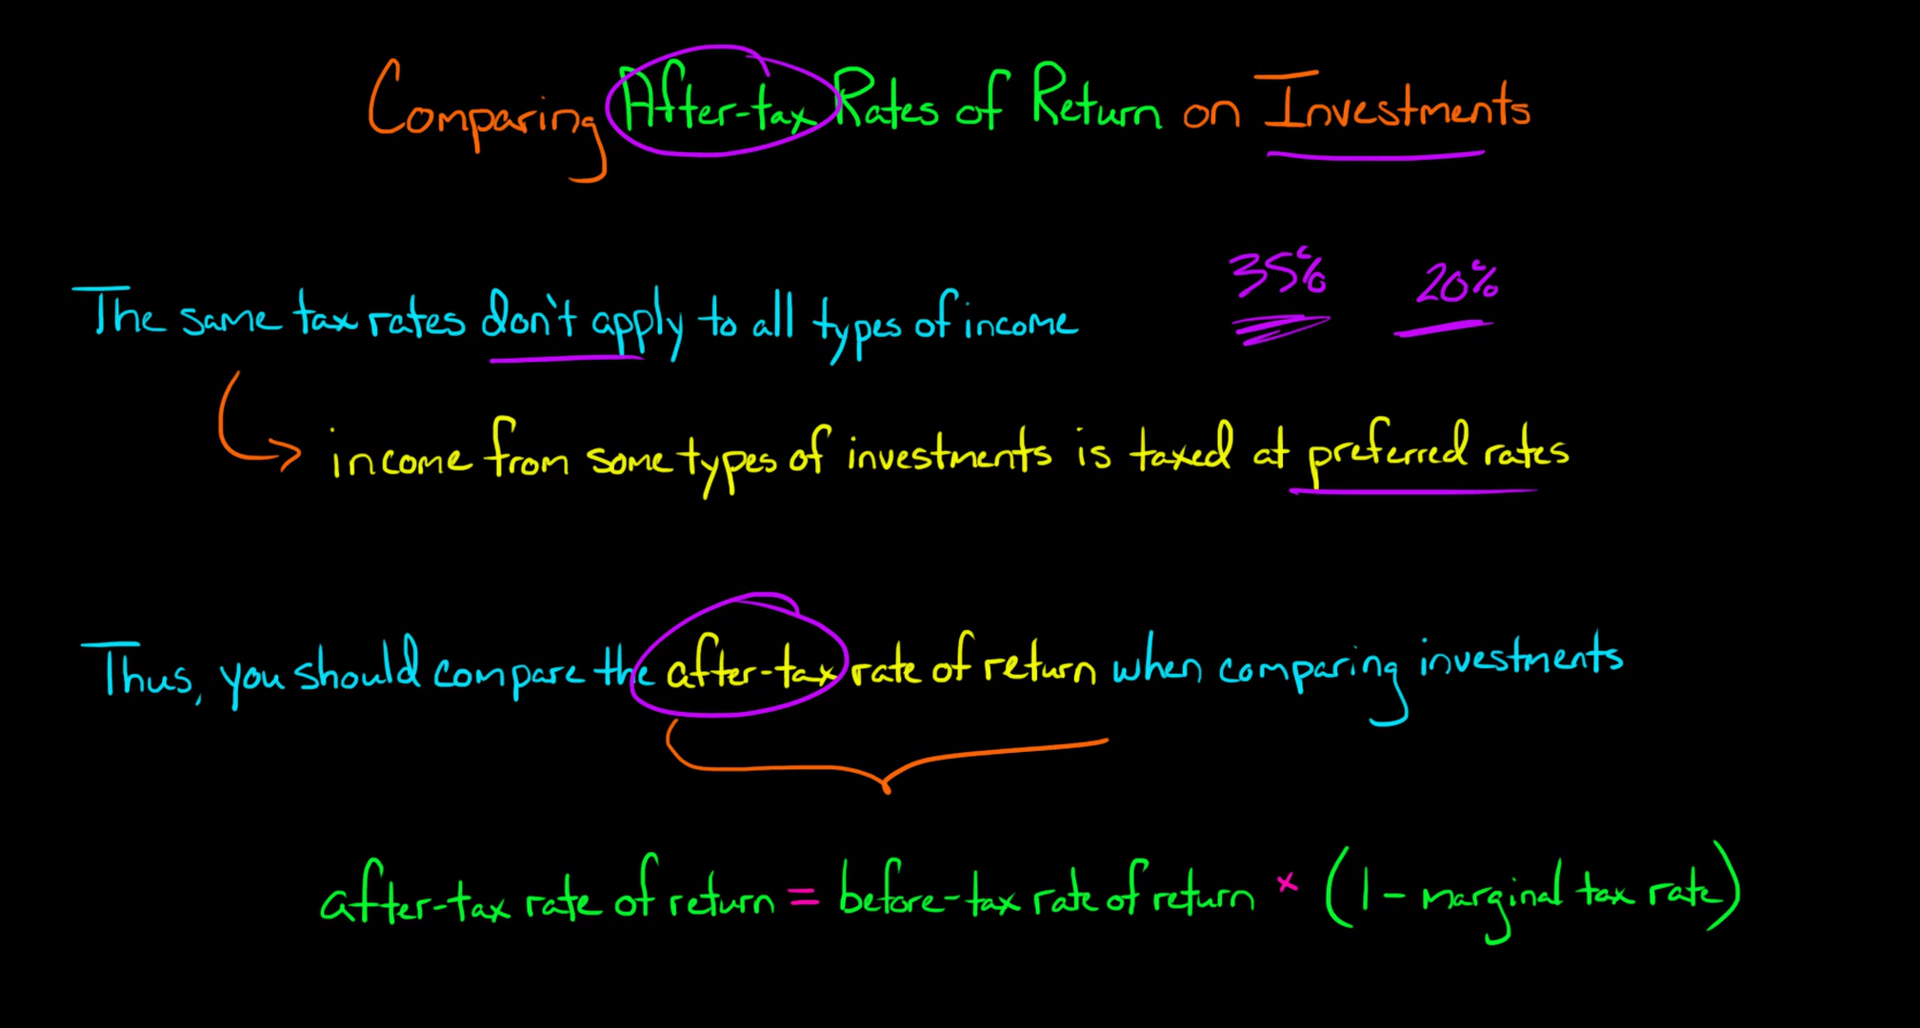 Comparing After-tax Rates of Return on Investments
35% 20%
The same tax rates don't apply to all types of income
income from some types of investments is taxed at preferred rates
Thus, you should compare the after-tax rate of return when comparing investments
after-tax rate of return = before-tax rate of return × (1 - marginal tax rate)